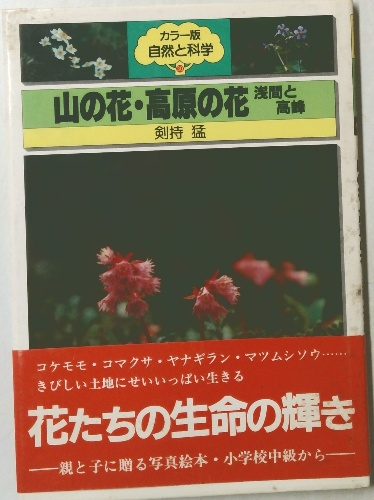 カラー版
自然と科学
山の花・高原の花 浅間と
高峰
剣持 猛
コケモモ・コマクサ・ヤナギラン・マツムシソウ……
きびしい土地にせいいっぱい生きる
花たちの生命の輝き
──親と子に贈る写真絵本・小学校中級から──